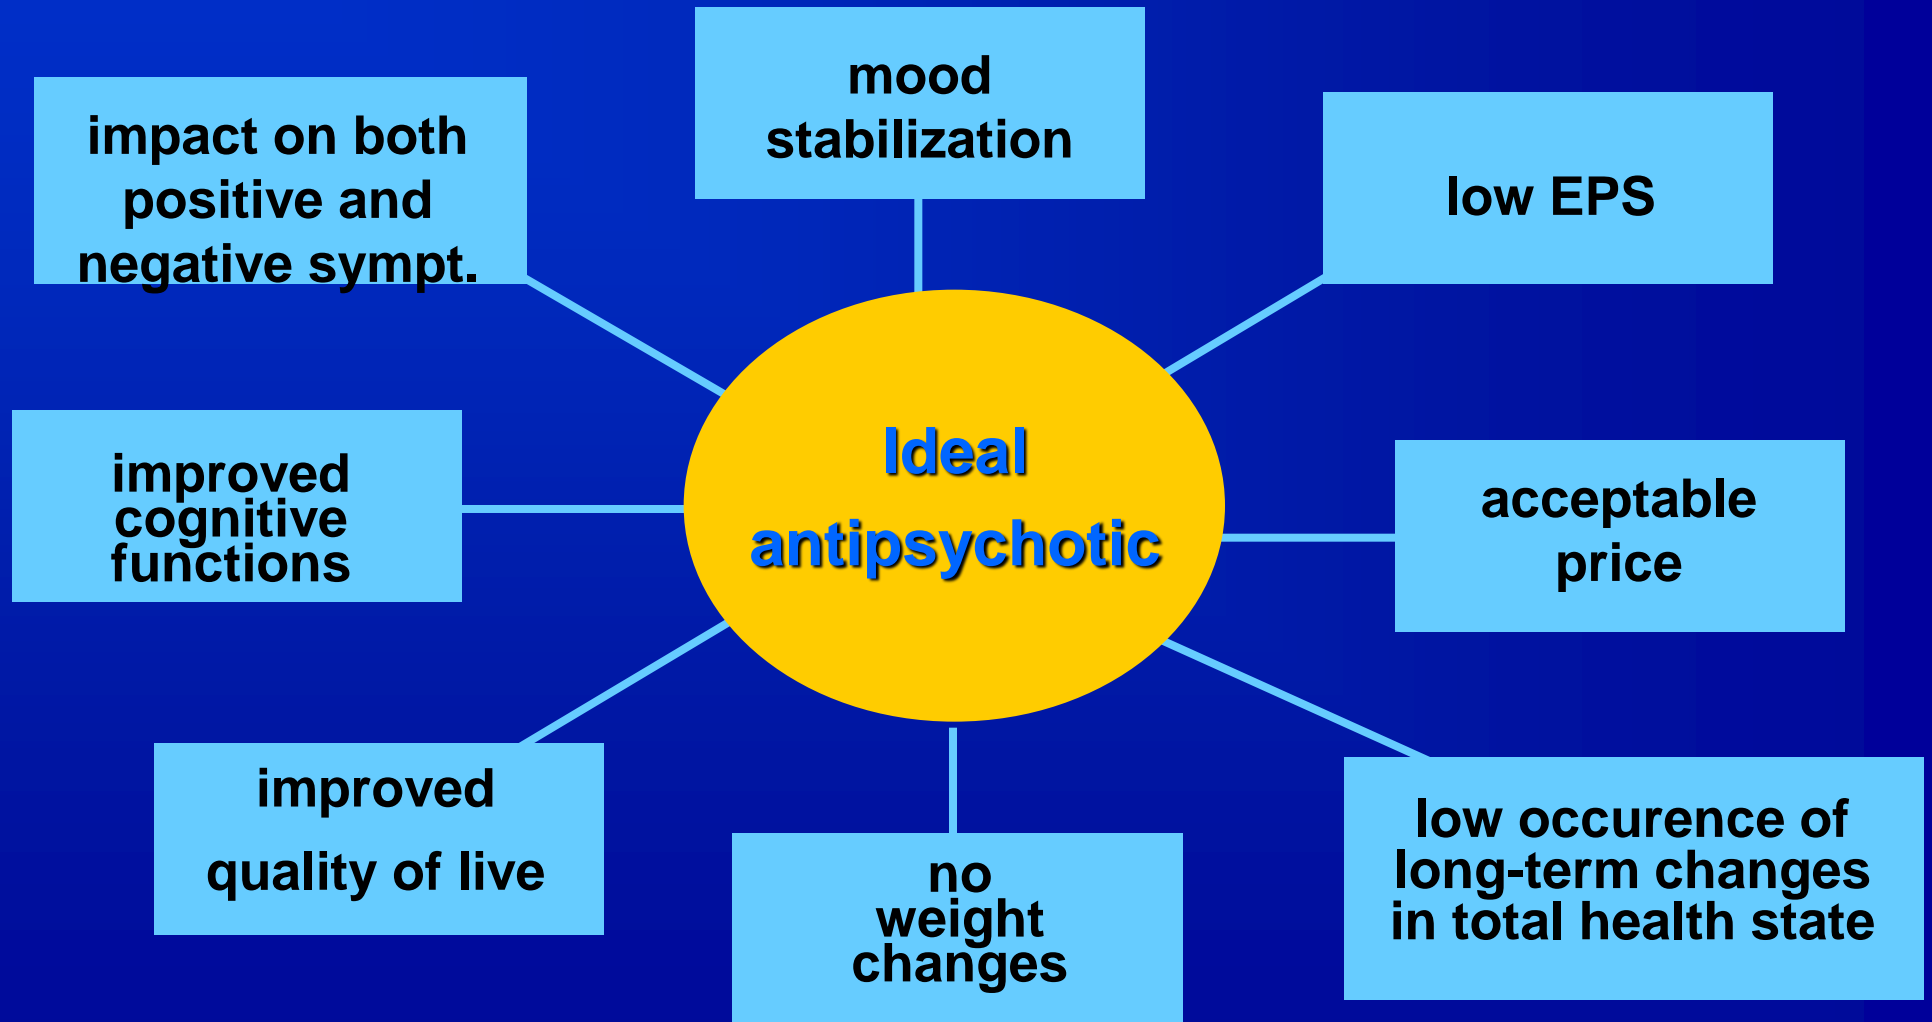 mood
stabilization
impact on both
positive and
negative sympt.
low EPS
Ideal
antipsychotic
improved
cognitive
functions
acceptable
price
improved
quality of live
no
weight
changes
low occurence of
long-term changes
in total health state